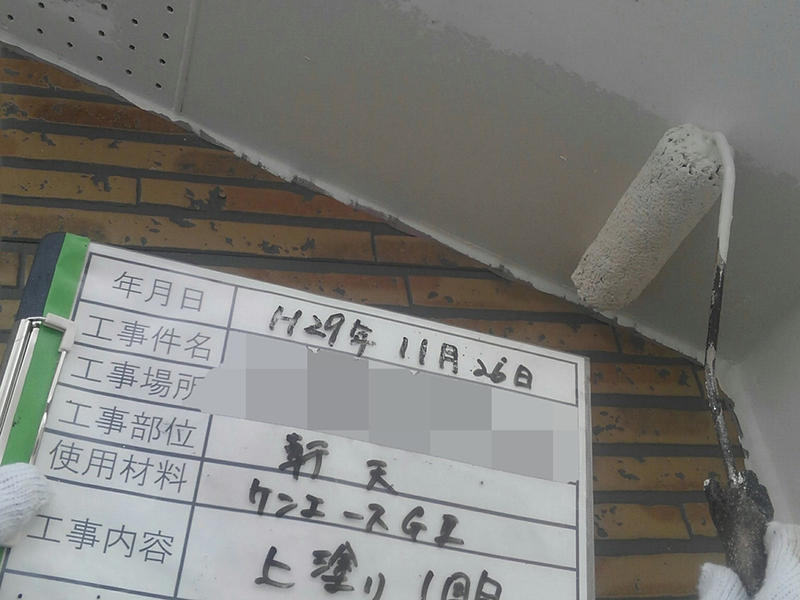 年月日 H29年 11月 26日
工事件名
工事場所
工事部位 軒天
使用材料 ケンエースGⅡ
工事内容 上塗り 1回目